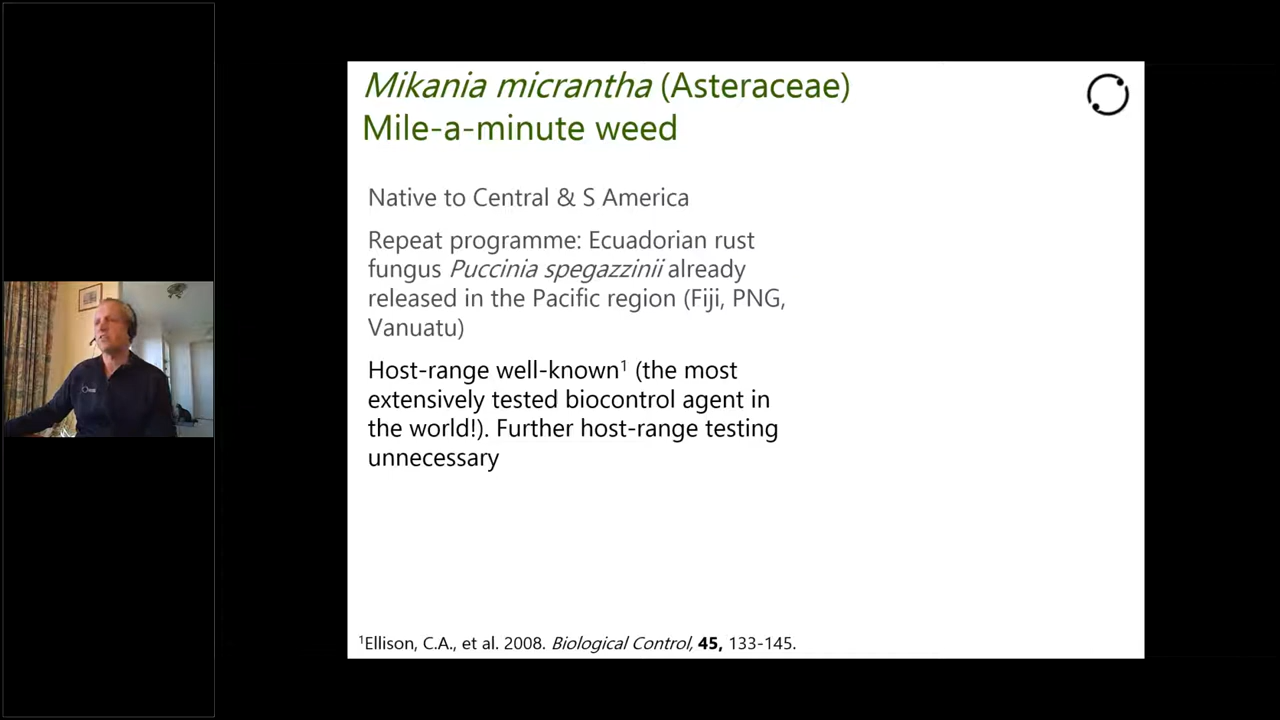 Mikania micrantha (Asteraceae)
Mile-a-minute weed
Native to Central & S America
Repeat programme: Ecuadorian rust
fungus Puccinia spegazzinii already
released in the Pacific region (Fiji, PNG,
Vanuatu)
Host-range well-known¹ (the most
extensively tested biocontrol agent in
the world!). Further host-range testing
unnecessary
¹Ellison, C.A., et al. 2008. Biological Control, 45, 133-145.